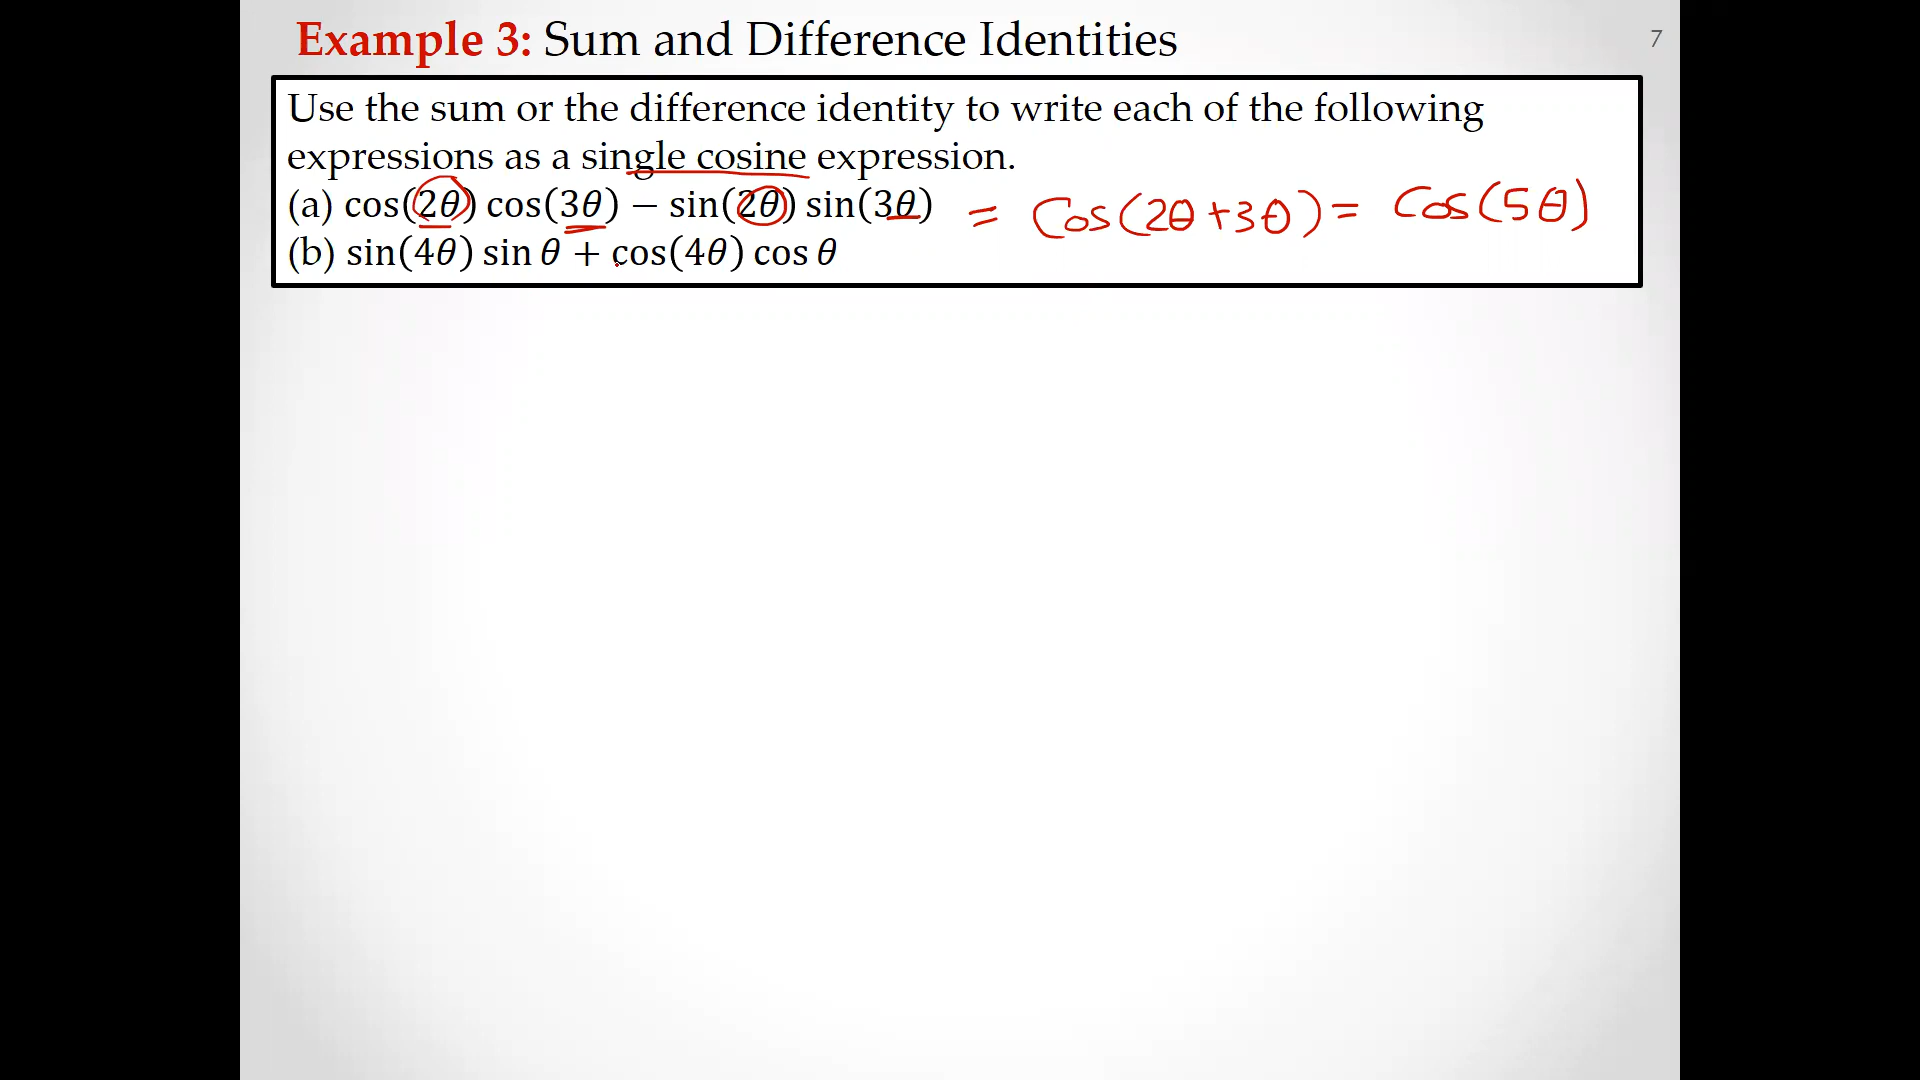 Example 3: Sum and Difference Identities
7
Use the sum or the difference identity to write each of the following
expressions as a single cosine expression.
(a) cos(2θ) cos(3θ) − sin(2θ) sin(3θ) = Cos(2θ+3θ) = Cos(5θ)
(b) sin(4θ) sin θ + cos(4θ) cos θ